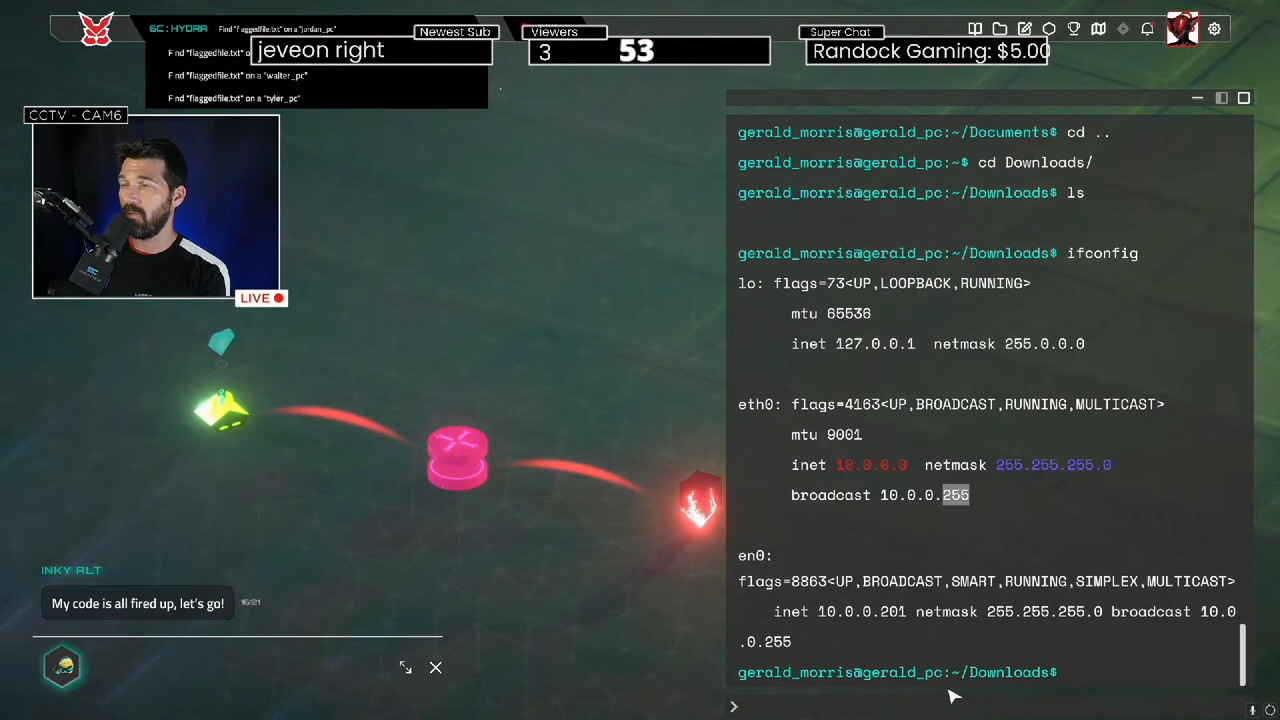 GC: HYDRA
Find "flaggedfile.txt" on a "jordan_pc"
Find "flaggedfile.txt" o
Find "flaggedfile.txt" on a "walter_pc"
Find "flaggedfile.txt" on a "tyler_pc"
Newest Sub
jeveon right
Viewers
3
53
Super Chat
Randock Gaming: $5.00
CCTV - CAM6
LIVE
gerald_morris@gerald_pc:~/Documents$ cd ..
gerald_morris@gerald_pc:~$ cd Downloads/
gerald_morris@gerald_pc:~/Downloads$ ls
gerald_morris@gerald_pc:~/Downloads$ ifconfig
lo: flags=73<UP,LOOPBACK,RUNNING>
mtu 65536
inet 127.0.0.1 netmask 255.0.0.0
eth0: flags=4163<UP,BROADCAST,RUNNING,MULTICAST>
mtu 9001
inet 10.0.0.0 netmask 255.255.255.0
broadcast 10.0.0.255
en0:
flags=8863<UP,BROADCAST,SMART,RUNNING,SIMPLEX,MULTICAST>
inet 10.0.0.201 netmask 255.255.255.0 broadcast 10.0
.0.255
gerald_morris@gerald_pc:~/Downloads$
>
INKY ALT
My code is all fired up, let's go!